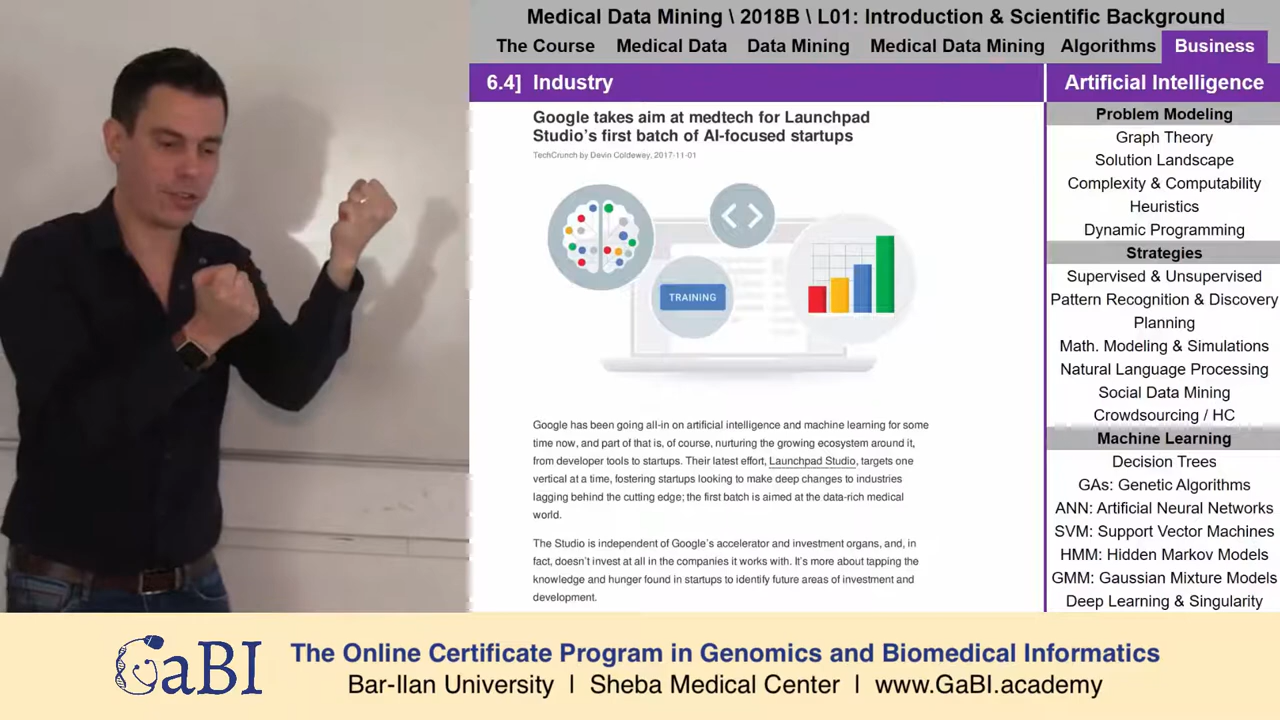 Medical Data Mining \ 2018B \ L01: Introduction & Scientific Background
The Course Medical Data Data Mining Medical Data Mining Algorithms Business
6.4] Industry
Google takes aim at medtech for Launchpad
Studio's first batch of AI-focused startups
TechCrunch by Devin Coldewey, 2017-11-01
TRAINING
Google has been going all-in on artificial intelligence and machine learning for some
time now, and part of that is, of course, nurturing the growing ecosystem around it,
from developer tools to startups. Their latest effort, Launchpad Studio, targets one
vertical at a time, fostering startups looking to make deep changes to industries
lagging behind the cutting edge; the first batch is aimed at the data-rich medical
world.
The Studio is independent of Google's accelerator and investment organs, and, in
fact, doesn't invest at all in the companies it works with. It's more about tapping the
knowledge and hunger found in startups to identify future areas of investment and
development.
Artificial Intelligence
Problem Modeling
Graph Theory
Solution Landscape
Complexity & Computability
Heuristics
Dynamic Programming
Strategies
Supervised & Unsupervised
Pattern Recognition & Discovery
Planning
Math. Modeling & Simulations
Natural Language Processing
Social Data Mining
Crowdsourcing / HC
Machine Learning
Decision Trees
GAs: Genetic Algorithms
ANN: Artificial Neural Networks
SVM: Support Vector Machines
HMM: Hidden Markov Models
GMM: Gaussian Mixture Models
Deep Learning & Singularity
GaBI
The Online Certificate Program in Genomics and Biomedical Informatics
Bar-Ilan University | Sheba Medical Center | www.GaBI.academy